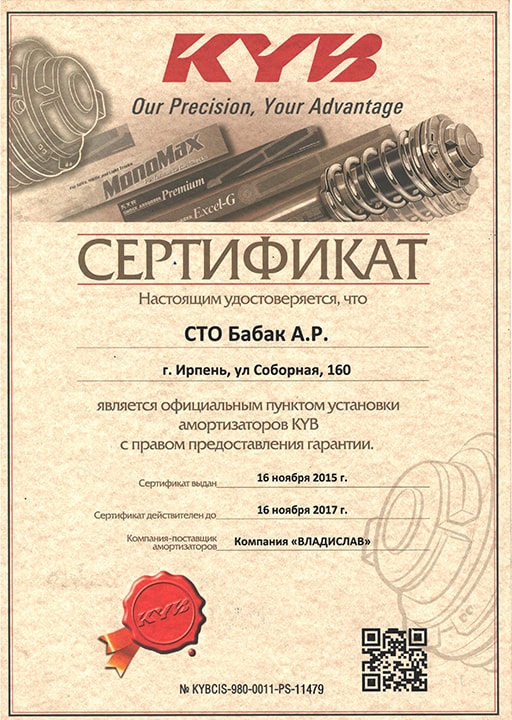 KYB
Our Precision, Your Advantage
MonoMax
KYB
Premium
Excel-G
СЕРТИФИКАТ
Настоящим удостоверяется, что
СТО Бабак А.Р.
г. Ирпень, ул Соборная, 160
является официальным пунктом установки
амортизаторов KYB
с правом предоставления гарантии.
Сертификат выдан 16 ноября 2015 г.
Сертификат действителен до 16 ноября 2017 г.
Компания-поставщик
амортизаторов Компания «ВЛАДИСЛАВ»
KYB
№ KYBCIS-980-0011-PS-11479